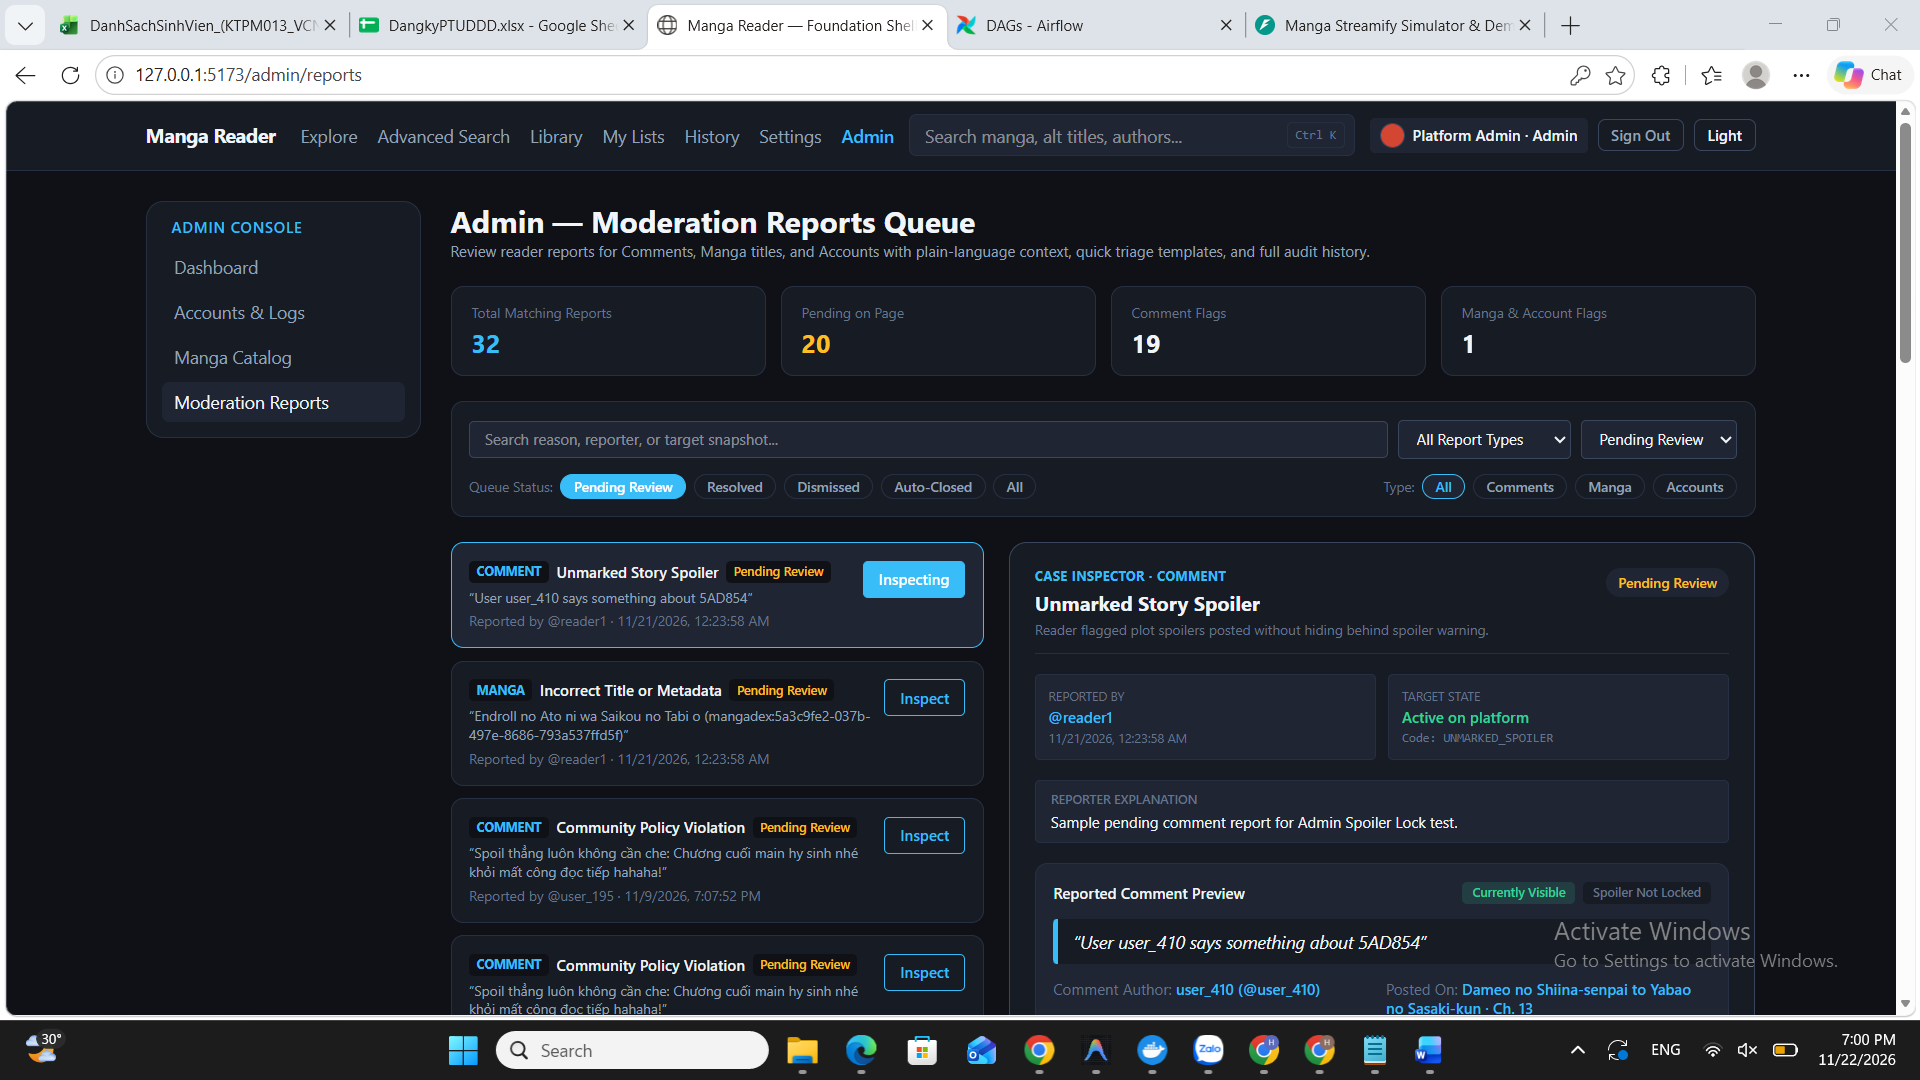 DanhSachSinhVien_(KTPM013_VCN
DangkyPTUDDD.xlsx - Google She
Manga Reader — Foundation Shel
DAGs - Airflow
Manga Streamify Simulator & Dem
127.0.0.1:5173/admin/reports
Chat
Manga Reader
Explore
Advanced Search
Library
My Lists
History
Settings
Admin
Search manga, alt titles, authors...
Ctrl K
Platform Admin · Admin
Sign Out
Light
ADMIN CONSOLE
Dashboard
Accounts & Logs
Manga Catalog
Moderation Reports
Admin — Moderation Reports Queue
Review reader reports for Comments, Manga titles, and Accounts with plain-language context, quick triage templates, and full audit history.
Total Matching Reports
32
Pending on Page
20
Comment Flags
19
Manga & Account Flags
1
Search reason, reporter, or target snapshot...
All Report Types
Pending Review
Queue Status:
Pending Review
Resolved
Dismissed
Auto-Closed
All
Type:
All
Comments
Manga
Accounts
COMMENT Unmarked Story Spoiler Pending Review
Inspecting
“User user_410 says something about 5AD854”
Reported by @reader1 · 11/21/2026, 12:23:58 AM
MANGA Incorrect Title or Metadata Pending Review
Inspect
“Endroll no Ato ni wa Saikou no Tabi o (mangadex:5a3c9fe2-037b-
497e-8686-793a537ffd5f)”
Reported by @reader1 · 11/21/2026, 12:23:58 AM
COMMENT Community Policy Violation Pending Review
Inspect
“Spoil thẳng luôn không cần che: Chương cuối main hy sinh nhé
khỏi mất công đọc tiếp hahaha!”
Reported by @user_195 · 11/9/2026, 7:07:52 PM
COMMENT Community Policy Violation Pending Review
Inspect
“Spoil thẳng luôn không cần che: Chương cuối main hy sinh nhé
khỏi mất công đọc tiếp hahaha!”
CASE INSPECTOR · COMMENT
Pending Review
Unmarked Story Spoiler
Reader flagged plot spoilers posted without hiding behind spoiler warning.
REPORTED BY
@reader1
11/21/2026, 12:23:58 AM
TARGET STATE
Active on platform
Code: UNMARKED_SPOILER
REPORTER EXPLANATION
Sample pending comment report for Admin Spoiler Lock test.
Reported Comment Preview
Currently Visible
Spoiler Not Locked
“User user_410 says something about 5AD854”
Comment Author: user_410 (@user_410)
Posted On: Dameo no Shiina-senpai to Yabao
no Sasaki-kun · Ch. 13
Activate Windows
Go to Settings to activate Windows.
30°
Search
Zalo
ENG
7:00 PM
11/22/2026